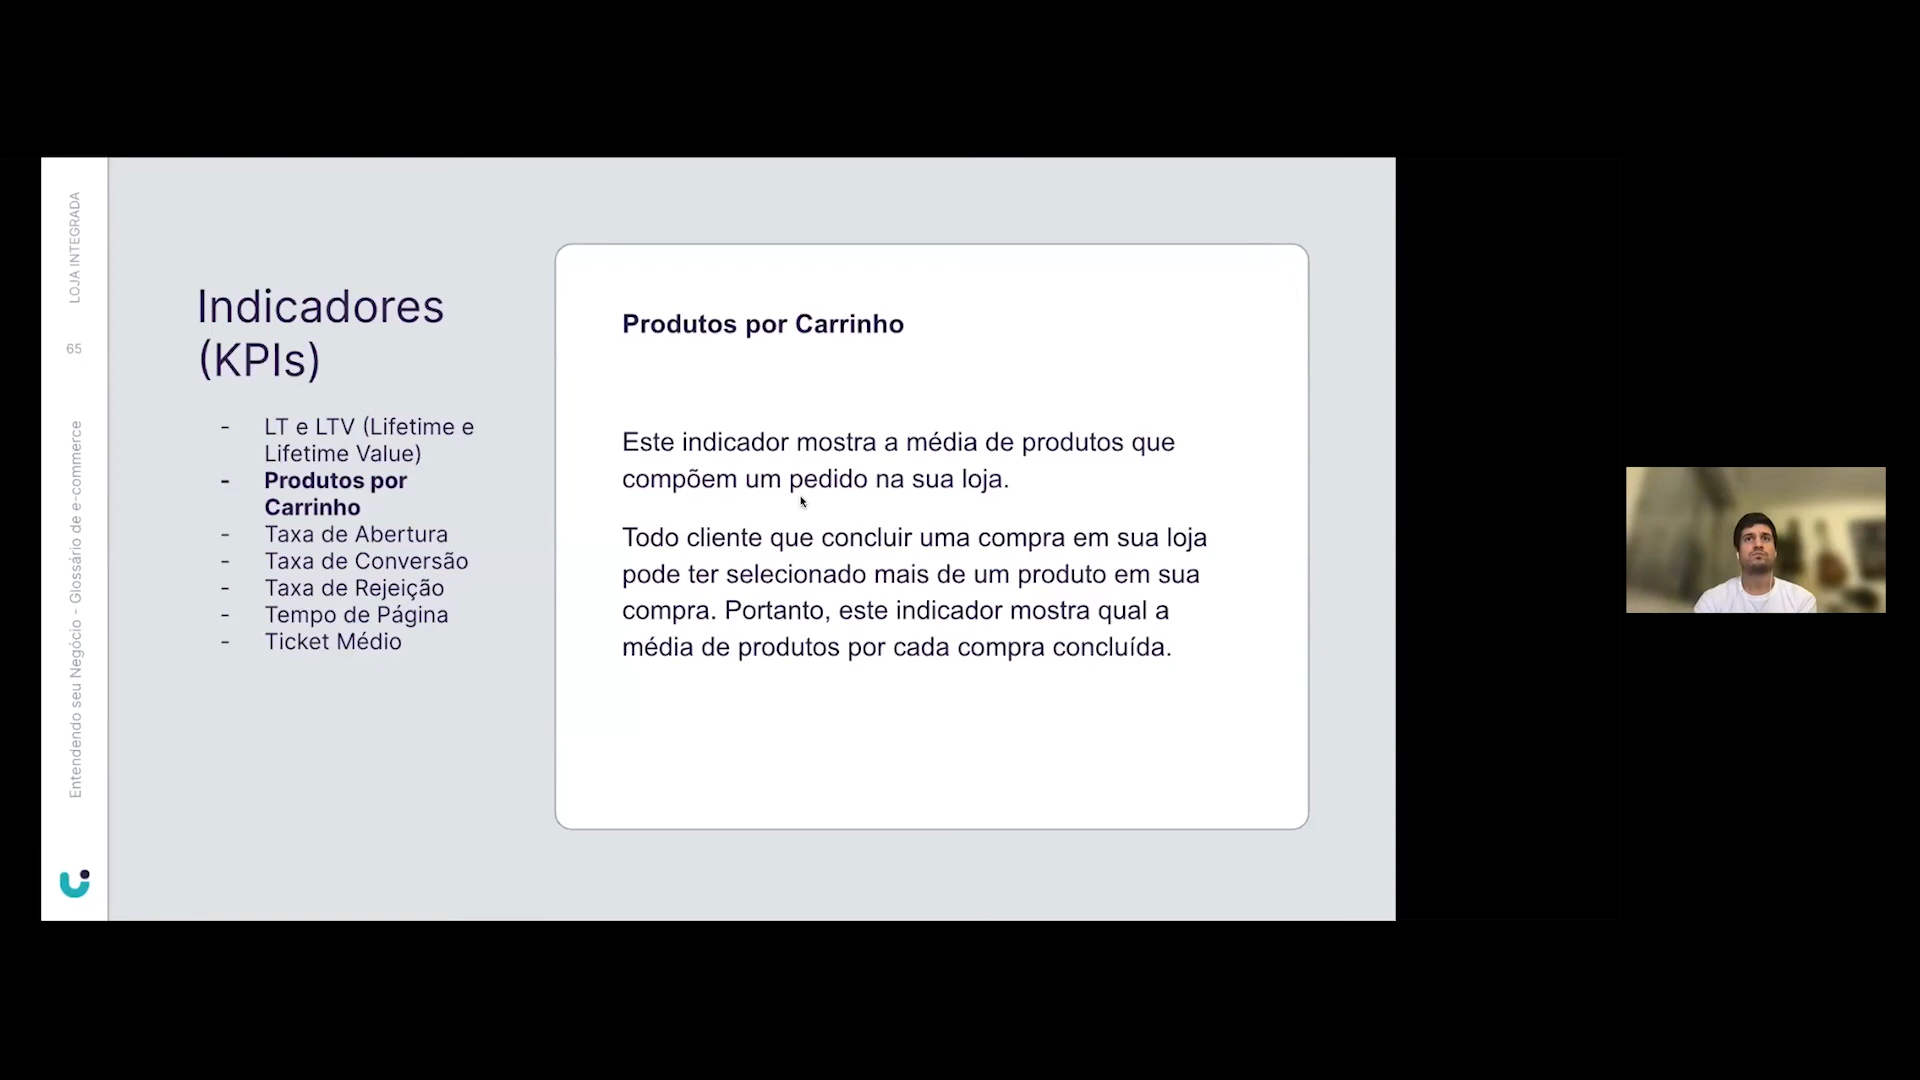 LOJA INTEGRADA
65
Entendendo seu Negócio - Glossário de e-commerce
Indicadores
(KPIs)
- LT e LTV (Lifetime e
Lifetime Value)
- Produtos por
Carrinho
- Taxa de Abertura
- Taxa de Conversão
- Taxa de Rejeição
- Tempo de Página
- Ticket Médio
Produtos por Carrinho
Este indicador mostra a média de produtos que
compõem um pedido na sua loja.
Todo cliente que concluir uma compra em sua loja
pode ter selecionado mais de um produto em sua
compra. Portanto, este indicador mostra qual a
média de produtos por cada compra concluída.